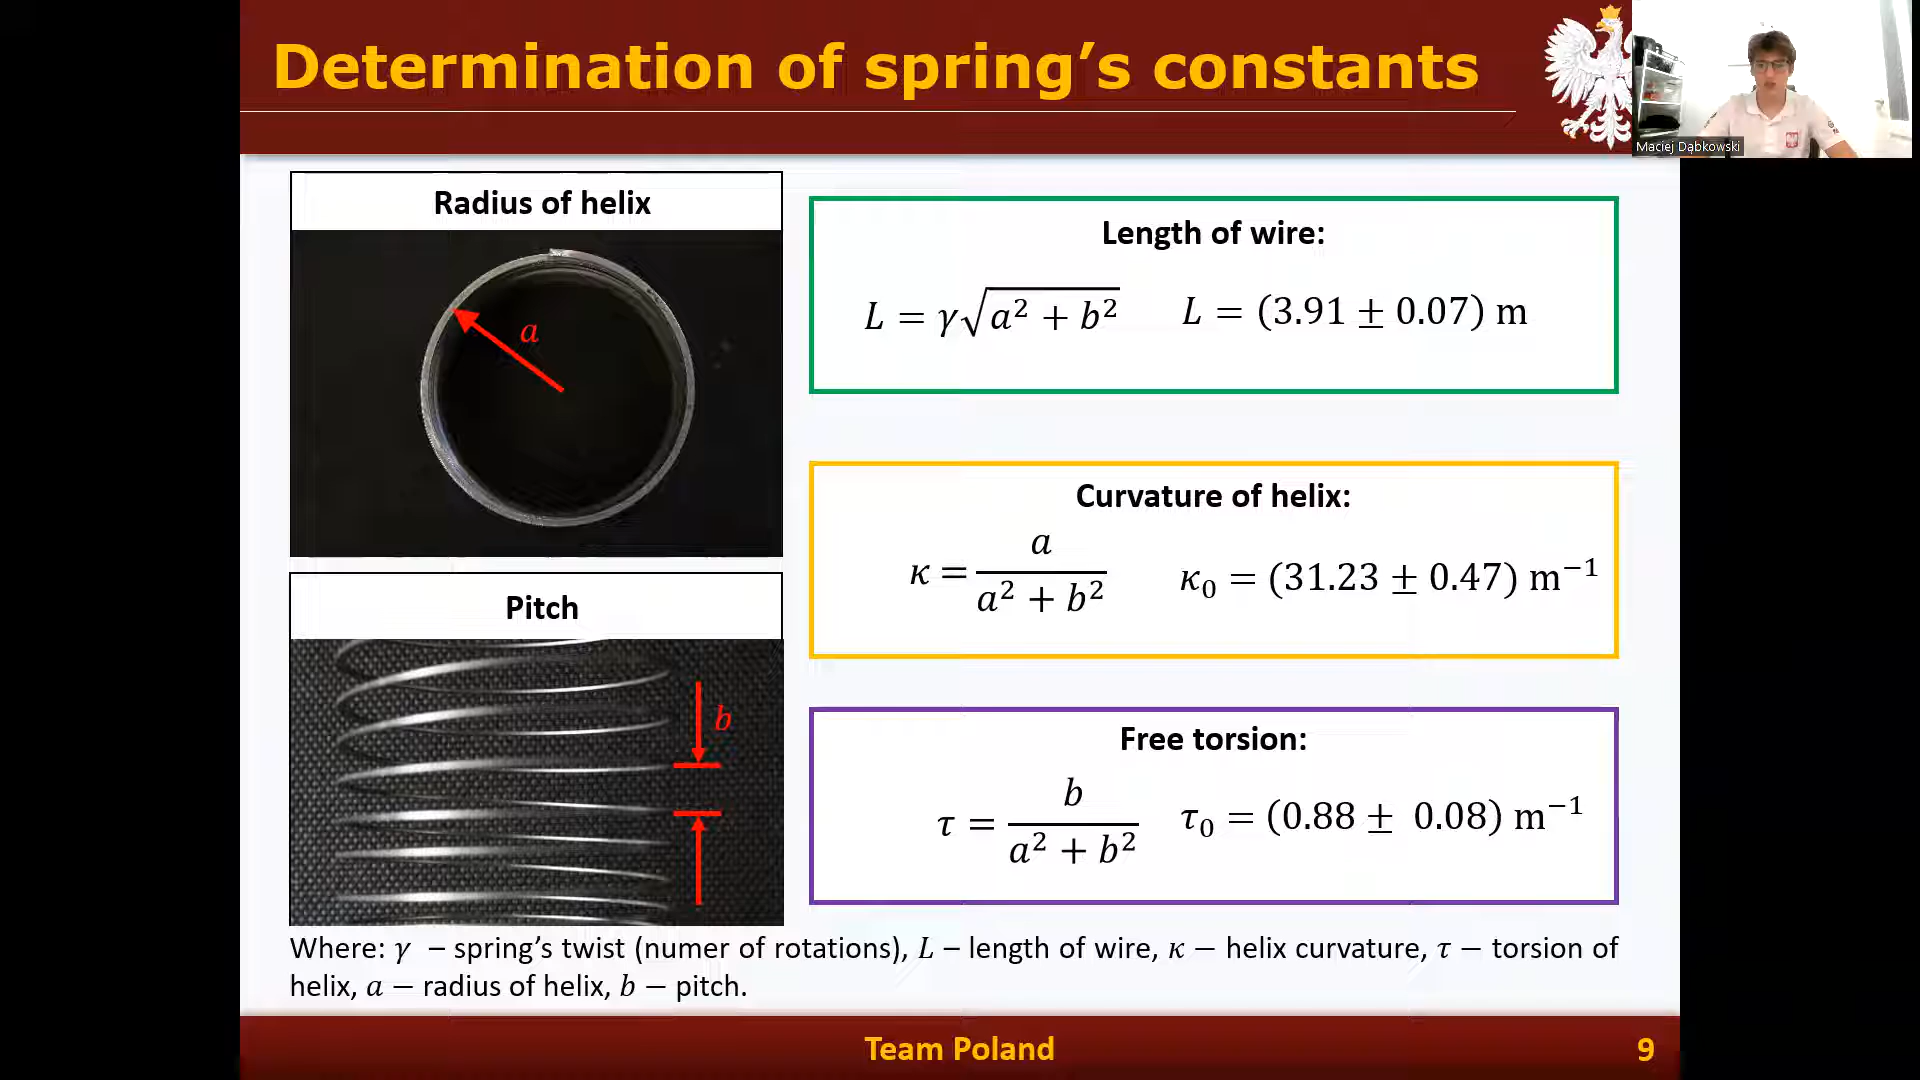 Determination of spring’s constants
Maciej Dąbkowski
Radius of helix
a
Pitch
b
Length of wire:
L = γ√(a² + b²) L = (3.91 ± 0.07) m
Curvature of helix:
κ = a / (a² + b²) κ₀ = (31.23 ± 0.47) m⁻¹
Free torsion:
τ = b / (a² + b²) τ₀ = (0.88 ± 0.08) m⁻¹
Where: γ – spring’s twist (numer of rotations), L – length of wire, κ − helix curvature, τ − torsion of
helix, a − radius of helix, b − pitch.
Team Poland
9